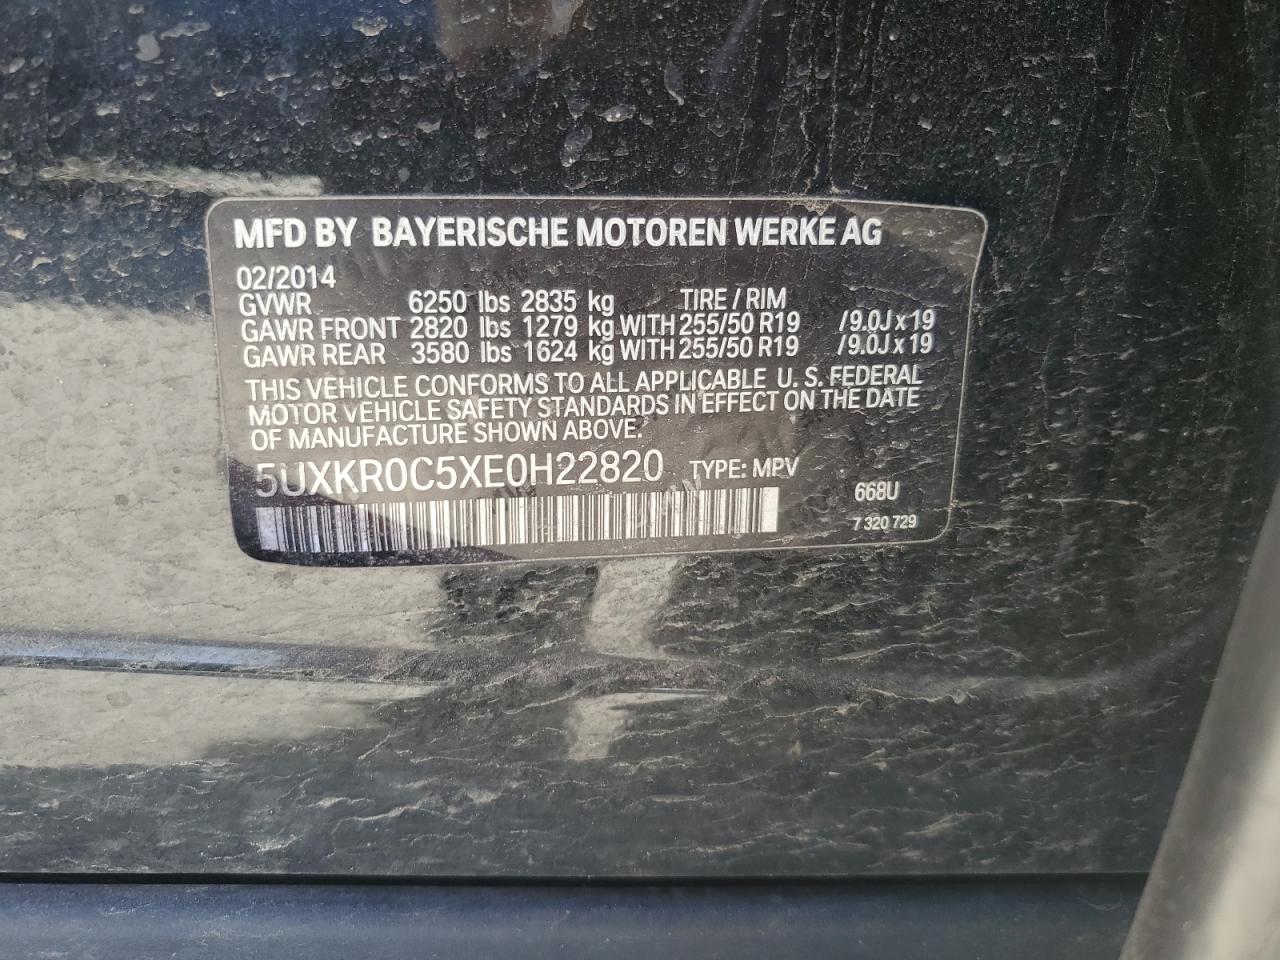 MFD BY BAYERISCHE MOTOREN WERKE AG
02/2014
GVWR 6250 lbs 2835 kg TIRE / RIM
GAWR FRONT 2820 lbs 1279 kg WITH 255/50 R19 /9.0J x 19
GAWR REAR 3580 lbs 1624 kg WITH 255/50 R19 /9.0J x 19
THIS VEHICLE CONFORMS TO ALL APPLICABLE U. S. FEDERAL
MOTOR VEHICLE SAFETY STANDARDS IN EFFECT ON THE DATE
OF MANUFACTURE SHOWN ABOVE.
5UXKR0C5XE0H22820 TYPE: MPV
668U
7 320 729